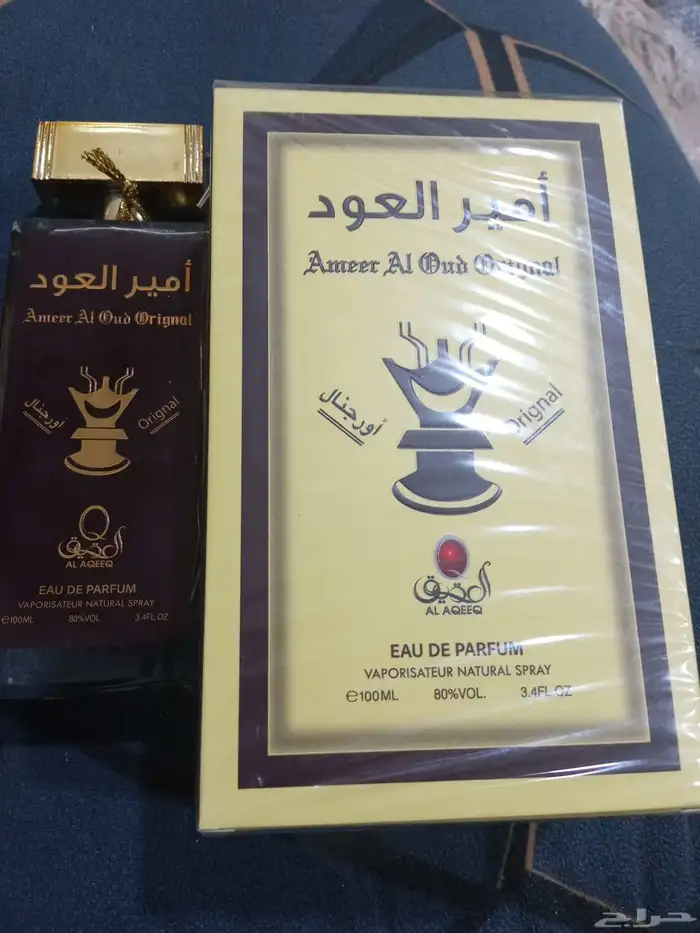 أمير العود
Ameer Al Oud Orignal
أورجنال
Orignal
Q
العقيق
AL AQEEQ
EAU DE PARFUM
VAPORISATEUR NATURAL SPRAY
℮100ML 80%VOL 3.4FL.OZ
أمير العود
Ameer Al Oud Orignal
أورجنال
Orignal
العقيق
AL AQEEQ
EAU DE PARFUM
VAPORISATEUR NATURAL SPRAY
℮100ML 80%VOL. 3.4FL.OZ
حراج